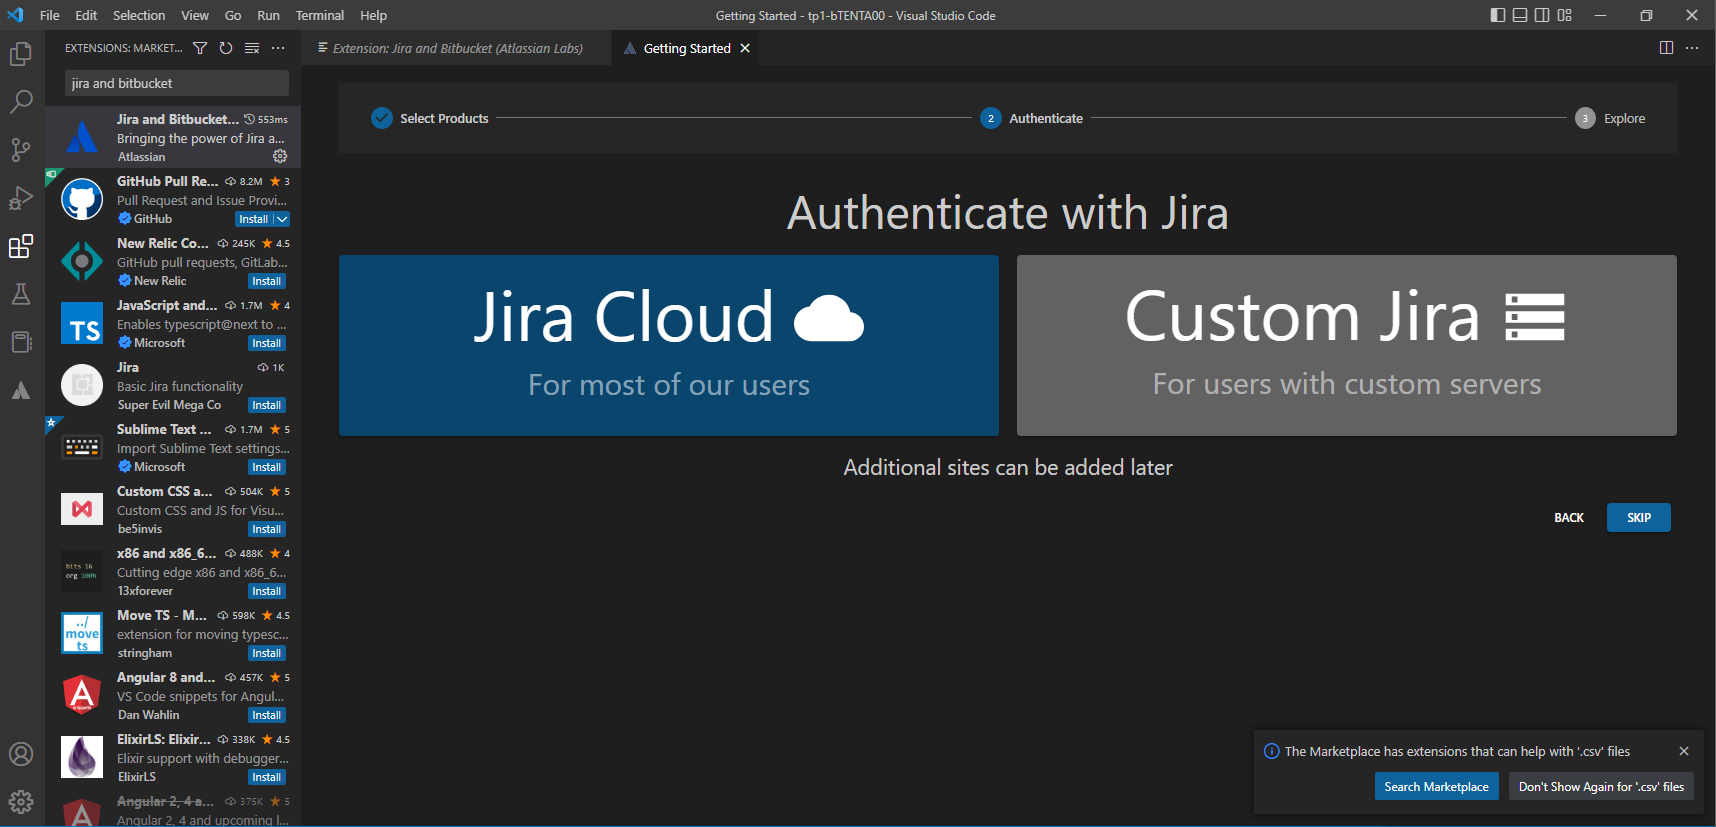 File Edit Selection View Go Run Terminal Help
Getting Started - tp1-bTENTA00 - Visual Studio Code
EXTENSIONS: MARKET...
jira and bitbucket
Jira and Bitbucket... 553ms
Bringing the power of Jira a...
Atlassian
GitHub Pull Re... 8.2M 3
Pull Request and Issue Provi...
GitHub Install
New Relic Co... 245K 4.5
GitHub pull requests, GitLab...
New Relic Install
TS
JavaScript and... 1.7M 4
Enables typescript@next to ...
Microsoft Install
Jira 1K
Basic Jira functionality
Super Evil Mega Co Install
Sublime Text ... 1.7M 5
Import Sublime Text settings...
Microsoft Install
Custom CSS a... 504K 5
Custom CSS and JS for Visu...
be5invis Install
bits 16
org 100h
x86 and x86_6... 488K 4
Cutting edge x86 and x86_6...
13xforever Install
../
move
ts
Move TS - M... 598K 4.5
extension for moving typesc...
stringham Install
A
snippets
Angular 8 and... 457K 5
VS Code snippets for Angul...
Dan Wahlin Install
ElixirLS: Elixir... 338K 4.5
Elixir support with debugger...
ElixirLS Install
Angular 2, 4 a... 375K 5
Angular 2, 4 and upcoming l...
Extension: Jira and Bitbucket (Atlassian Labs)
Getting Started
Select Products
2 Authenticate
3 Explore
Authenticate with Jira
Jira Cloud
For most of our users
Custom Jira
For users with custom servers
Additional sites can be added later
BACK SKIP
The Marketplace has extensions that can help with '.csv' files
Search Marketplace
Don't Show Again for '.csv' files